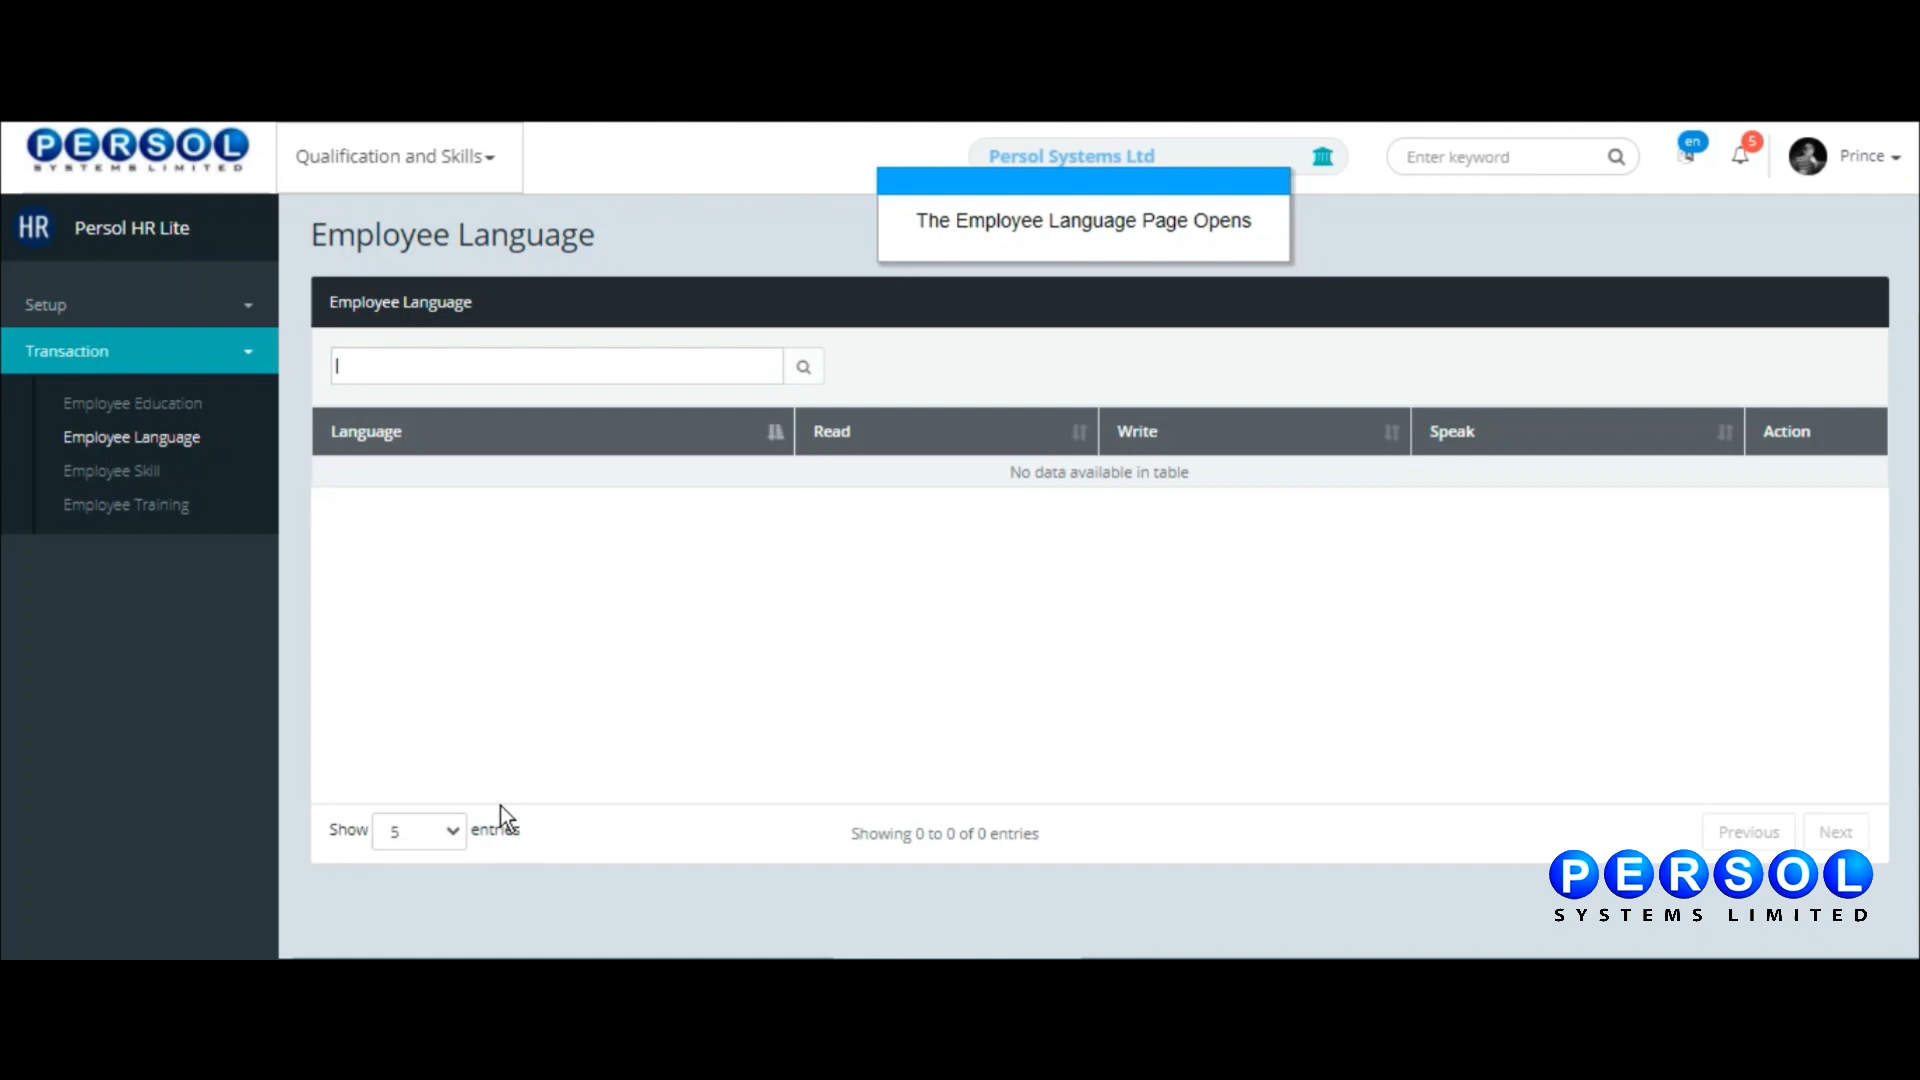 PERSOL
SYSTEMS LIMITED
Qualification and Skills
Persol Systems Ltd
Enter keyword
en
5
Prince
The Employee Language Page Opens
HR
Persol HR Lite
Employee Language
Setup
Transaction
Employee Education
Employee Language
Employee Skill
Employee Training
Employee Language
Language
Read
Write
Speak
Action
No data available in table
Show
5
entries
Showing 0 to 0 of 0 entries
Previous
Next
PERSOL
SYSTEMS LIMITED